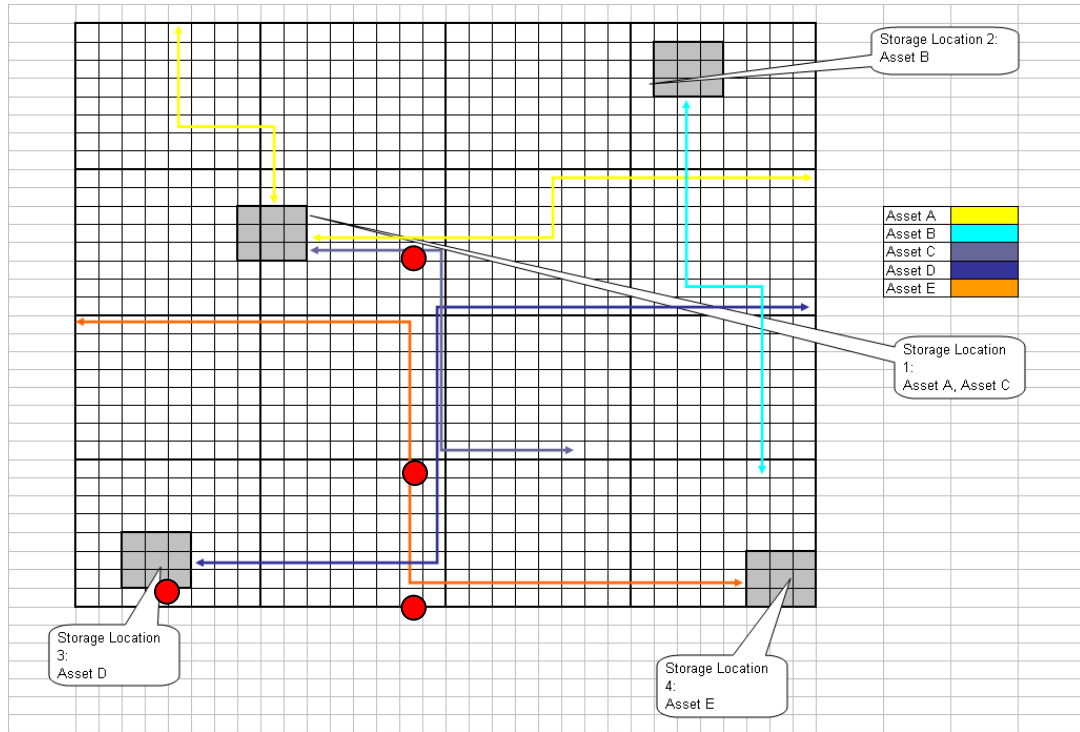 Storage Location 2:
Asset B
Asset A
Asset B
Asset C
Asset D
Asset E
Storage Location
1:
Asset A, Asset C
Storage Location
3:
Asset D
Storage Location
4:
Asset E